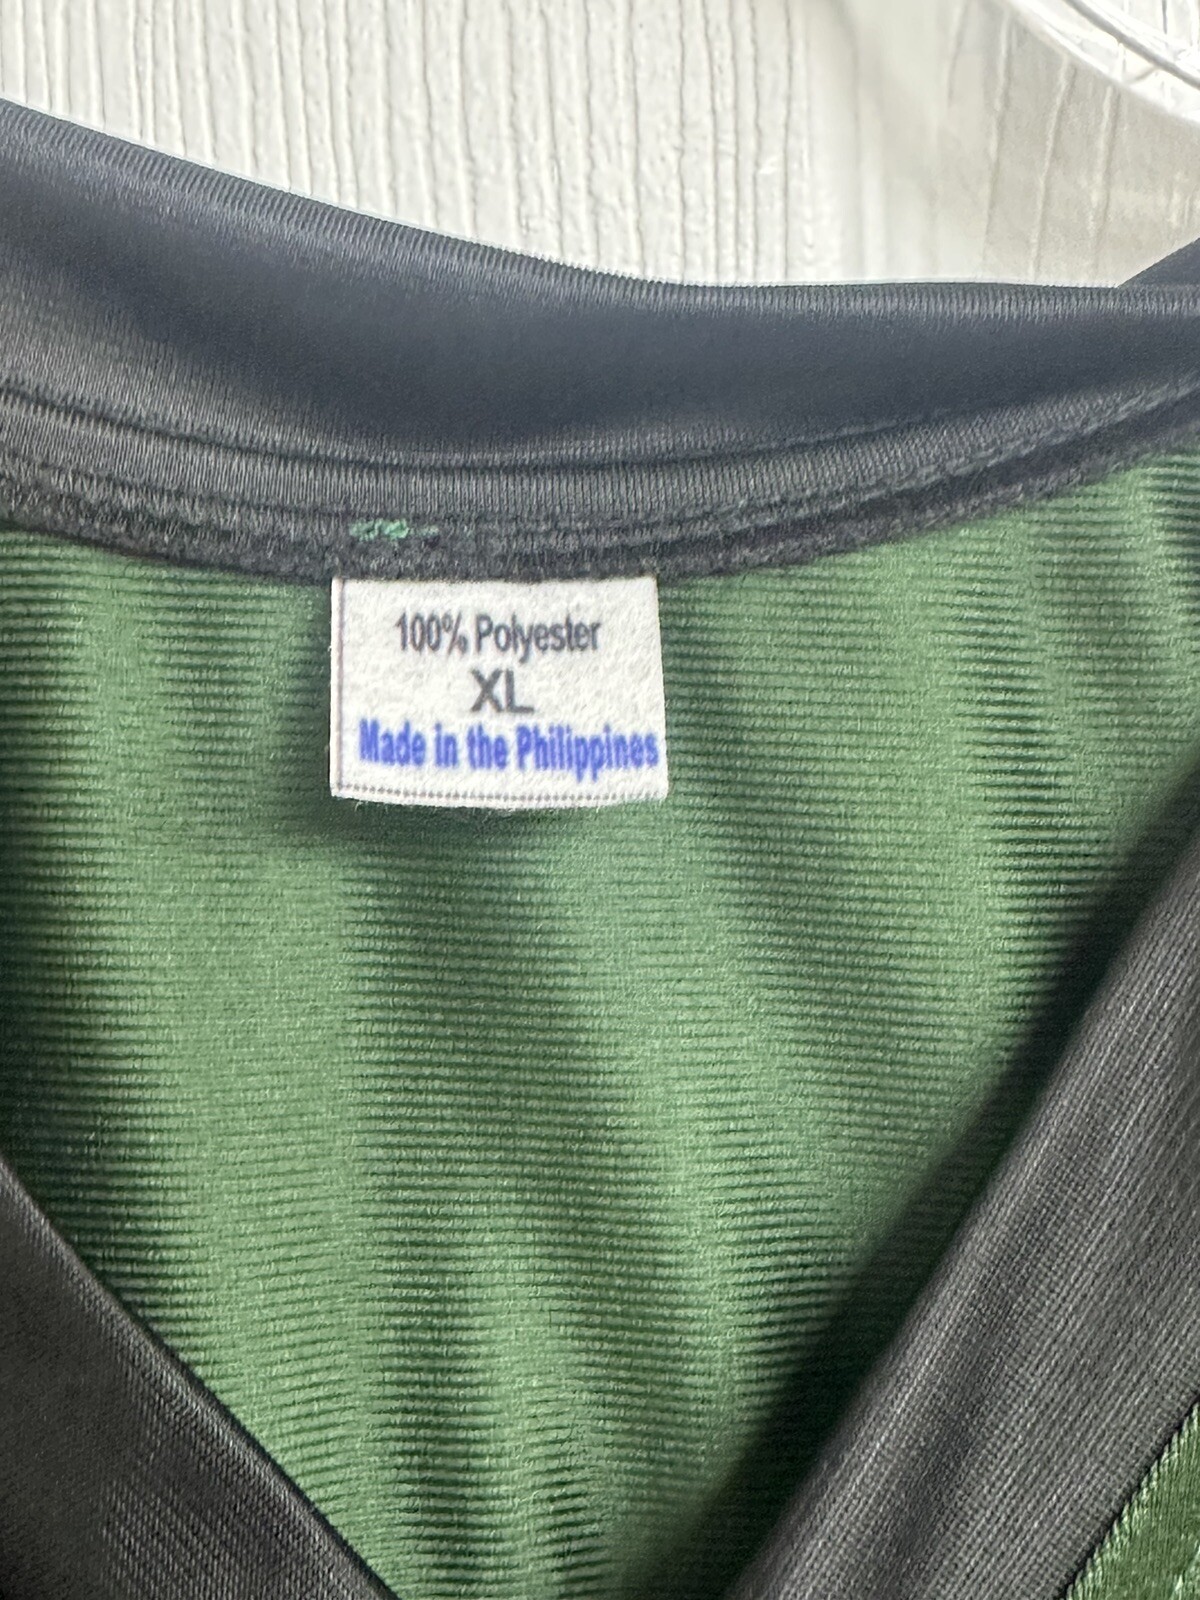 100% Polyester
XL
Made in the Philippines